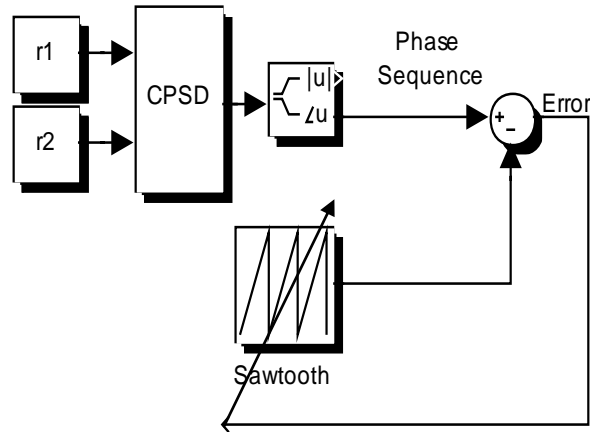 r1
r2
CPSD
|u|
∠u
Phase
Sequence
+
-
Error
Sawtooth